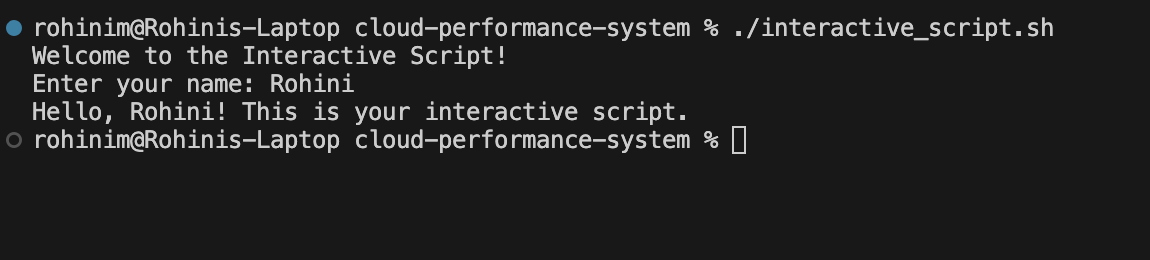 rohinim@Rohinis-Laptop cloud-performance-system % ./interactive_script.sh
Welcome to the Interactive Script!
Enter your name: Rohini
Hello, Rohini! This is your interactive script.
rohinim@Rohinis-Laptop cloud-performance-system %